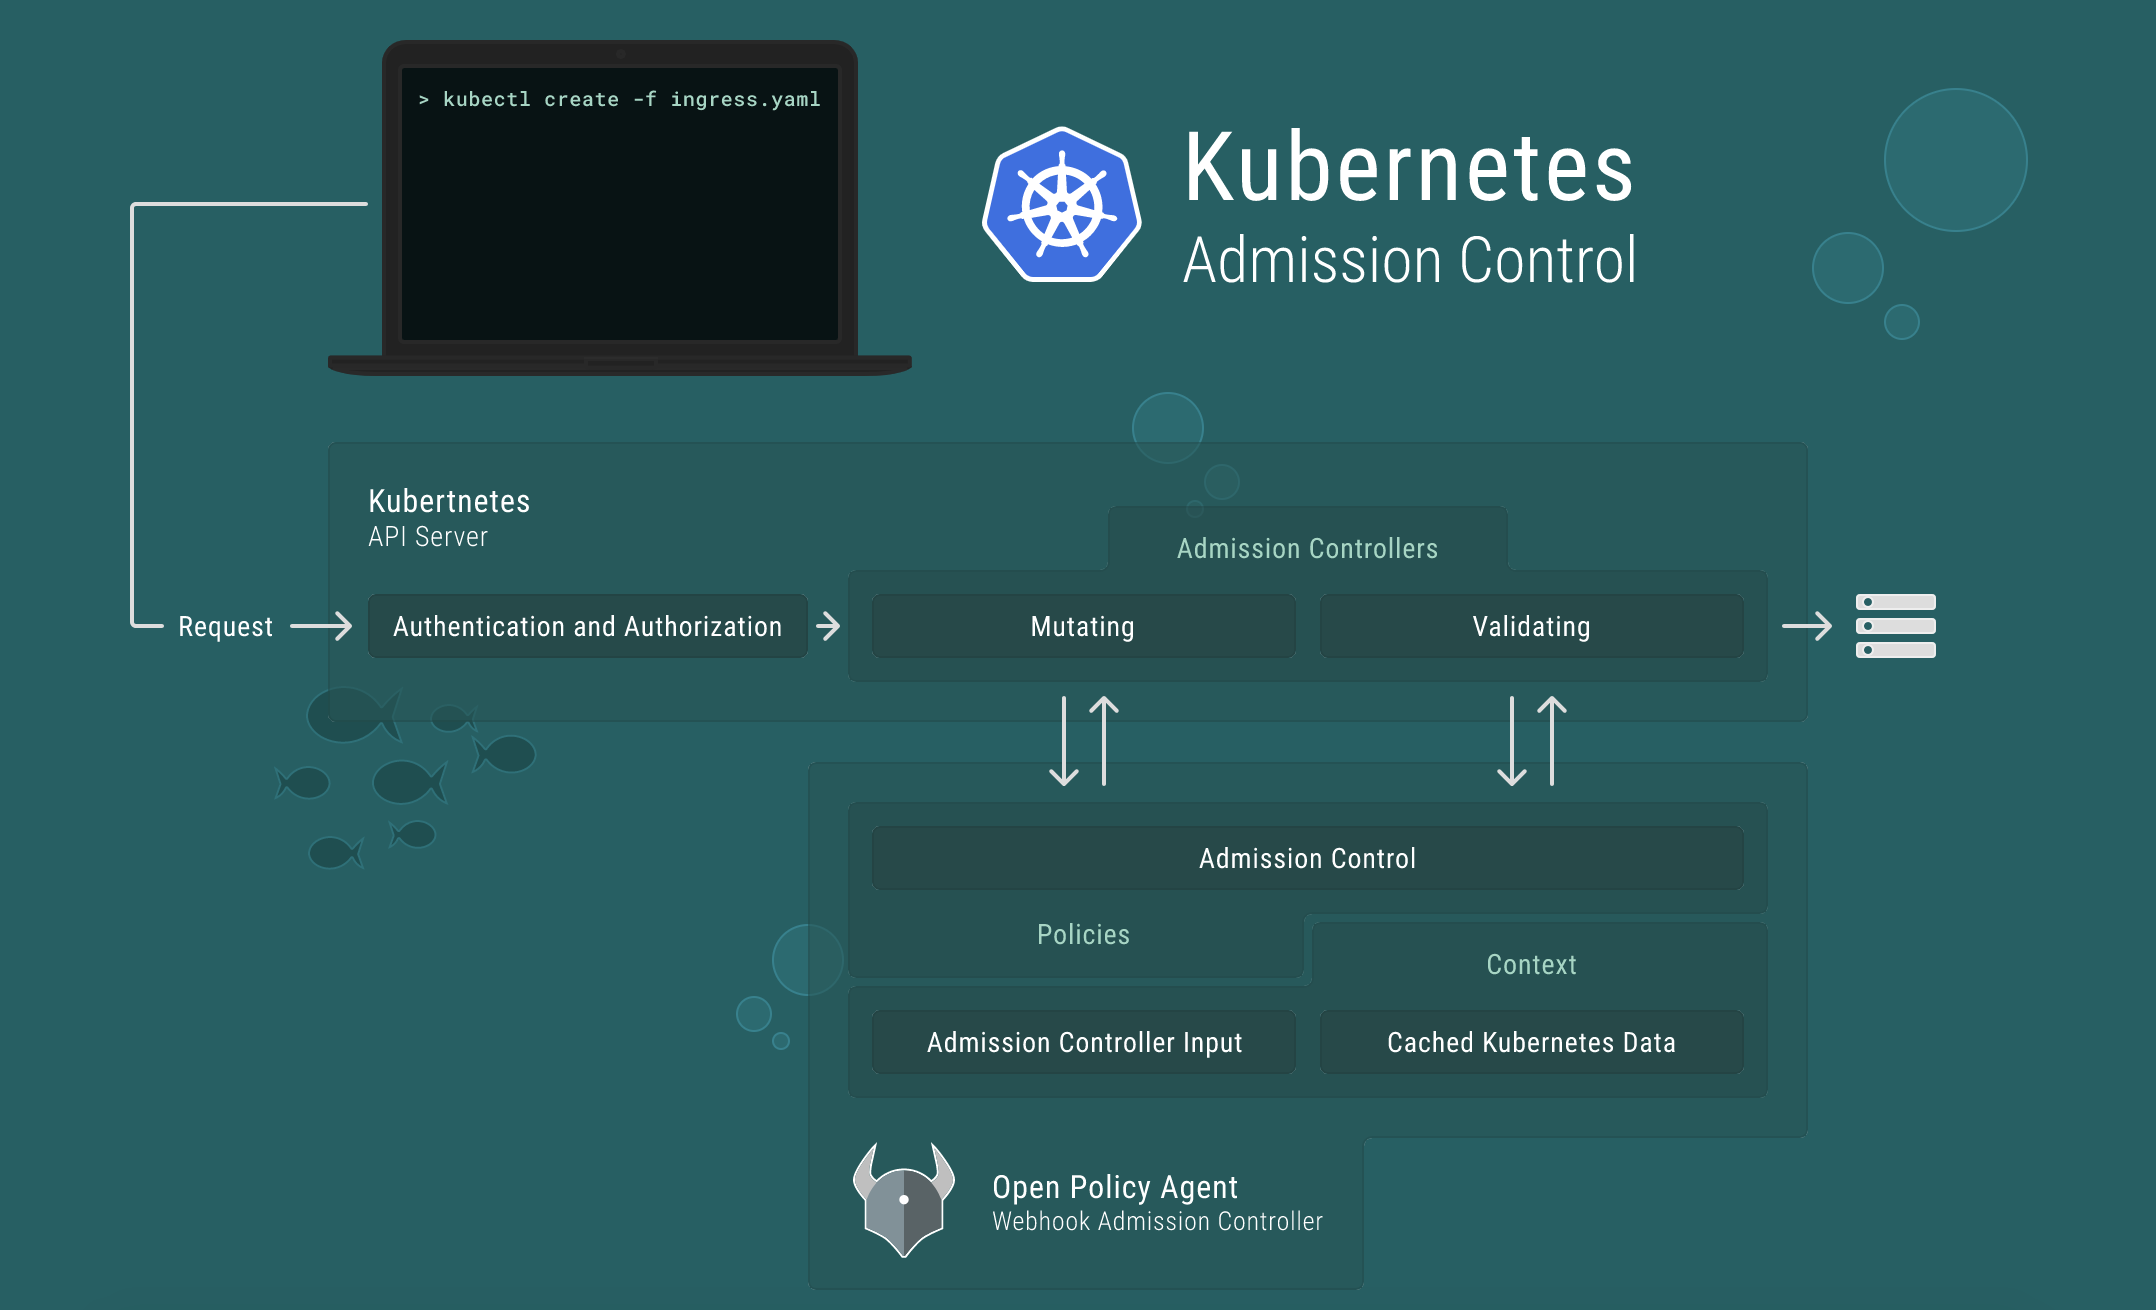 > kubectl create -f ingress.yaml
Kubernetes
Admission Control
Kubertnetes
API Server
Admission Controllers
Request
Authentication and Authorization
Mutating
Validating
Admission Control
Policies
Context
Admission Controller Input
Cached Kubernetes Data
Open Policy Agent
Webhook Admission Controller